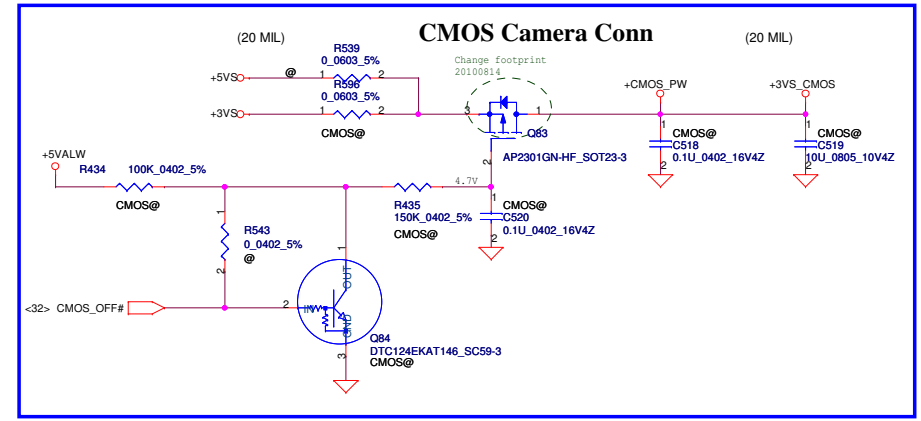 CMOS Camera Conn
(20 MIL)
(20 MIL)
R539
0_0603_5%
Change footprint
20100814
+5VS
@
1
2
R596
0_0603_5%
+CMOS_PW
+3VS_CMOS
+3VS
1
2
3
1
CMOS@
Q83
AP2301GN-HF_SOT23-3
2
1
CMOS@
C518
0.1U_0402_16V4Z
2
1
CMOS@
C519
10U_0805_10V4Z
2
+5VALW
R434
100K_0402_5%
CMOS@
4.7V
R435
150K_0402_5%
CMOS@
1
CMOS@
C520
0.1U_0402_16V4Z
2
1
R543
0_0402_5%
@
2
1
OUT
<32>
CMOS_OFF#
2
IN
GND
Q84
DTC124EKAT146_SC59-3
CMOS@
3